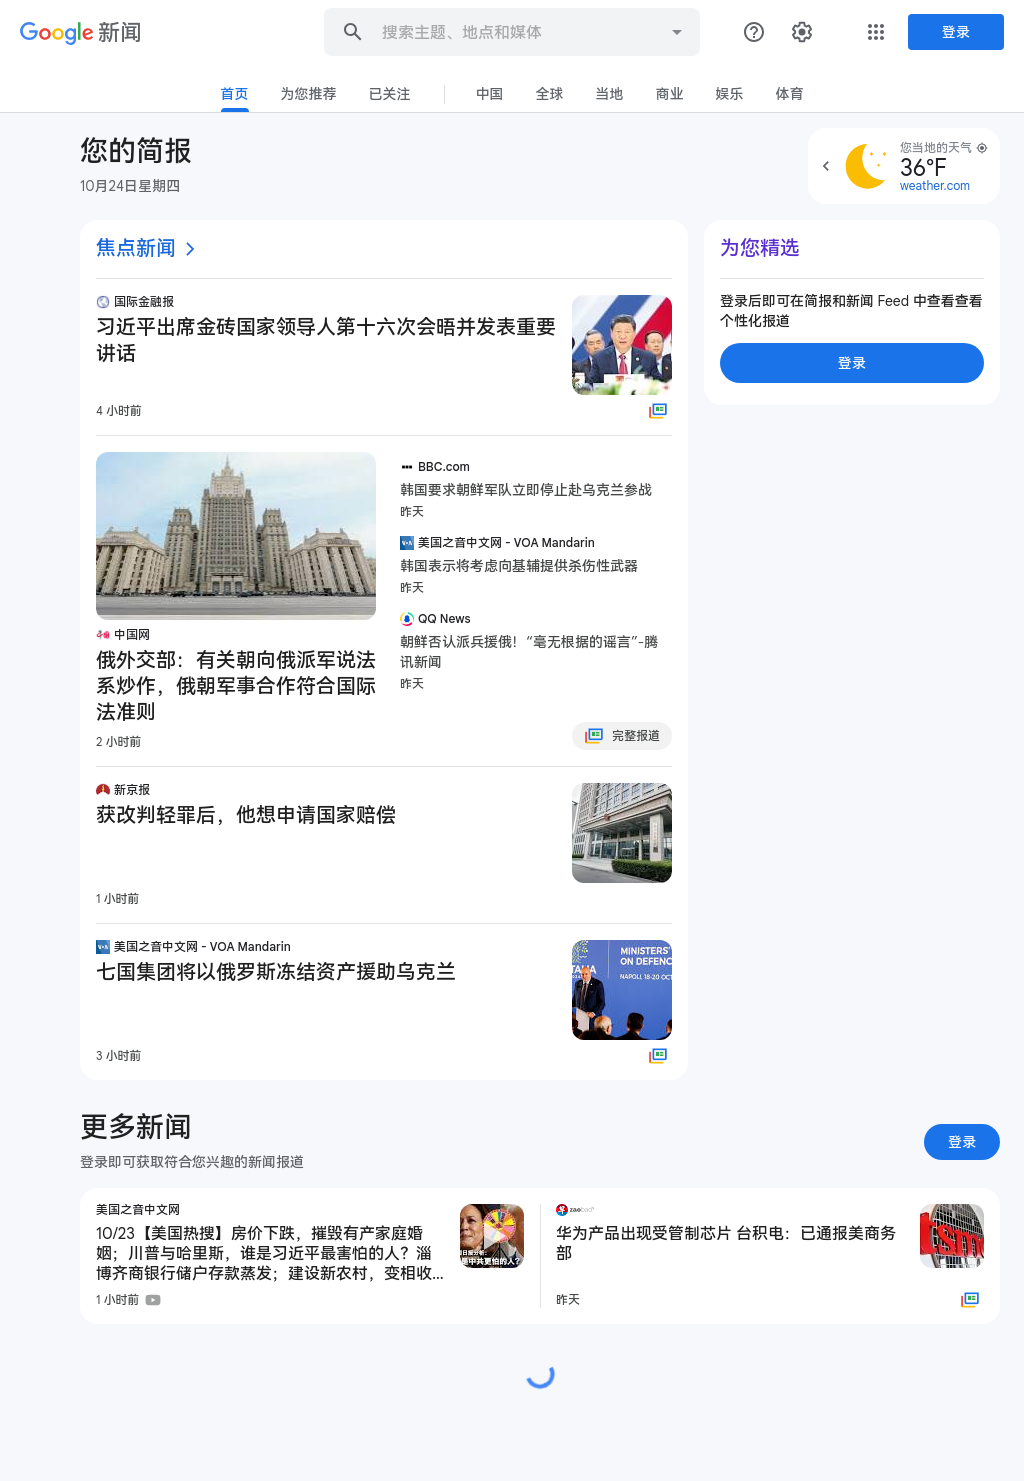 Google 新闻
搜索主题、地点和媒体
登录
首页
为您推荐
已关注
中国
全球
当地
商业
娱乐
体育
您的简报
10月24日星期四
您当地的天气
36°F
weather.com
焦点新闻
国际金融报
习近平出席金砖国家领导人第十六次会晤并发表重要
讲话
4 小时前
中国网
俄外交部：有关朝向俄派军说法
系炒作，俄朝军事合作符合国际
法准则
2 小时前
BBC.com
韩国要求朝鲜军队立即停止赴乌克兰参战
昨天
美国之音中文网 - VOA Mandarin
韩国表示将考虑向基辅提供杀伤性武器
昨天
QQ News
朝鲜否认派兵援俄！“毫无根据的谣言”-腾
讯新闻
昨天
完整报道
新京报
获改判轻罪后，他想申请国家赔偿
1 小时前
美国之音中文网 - VOA Mandarin
七国集团将以俄罗斯冻结资产援助乌克兰
MINISTERS'
ON DEFENC
NAPOLI 18-20 OCT
3 小时前
为您精选
登录后即可在简报和新闻 Feed 中查看查看
个性化报道
登录
更多新闻
登录即可获取符合您兴趣的新闻报道
登录
美国之音中文网
10/23【美国热搜】房价下跌，摧毁有产家庭婚
姻；川普与哈里斯，谁是习近平最害怕的人？淄
博齐商银行储户存款蒸发；建设新农村，变相收...
是中共更怕的人?
1 小时前
zaobao
华为产品出现受管制芯片 台积电：已通报美商务
部
tsmc
昨天